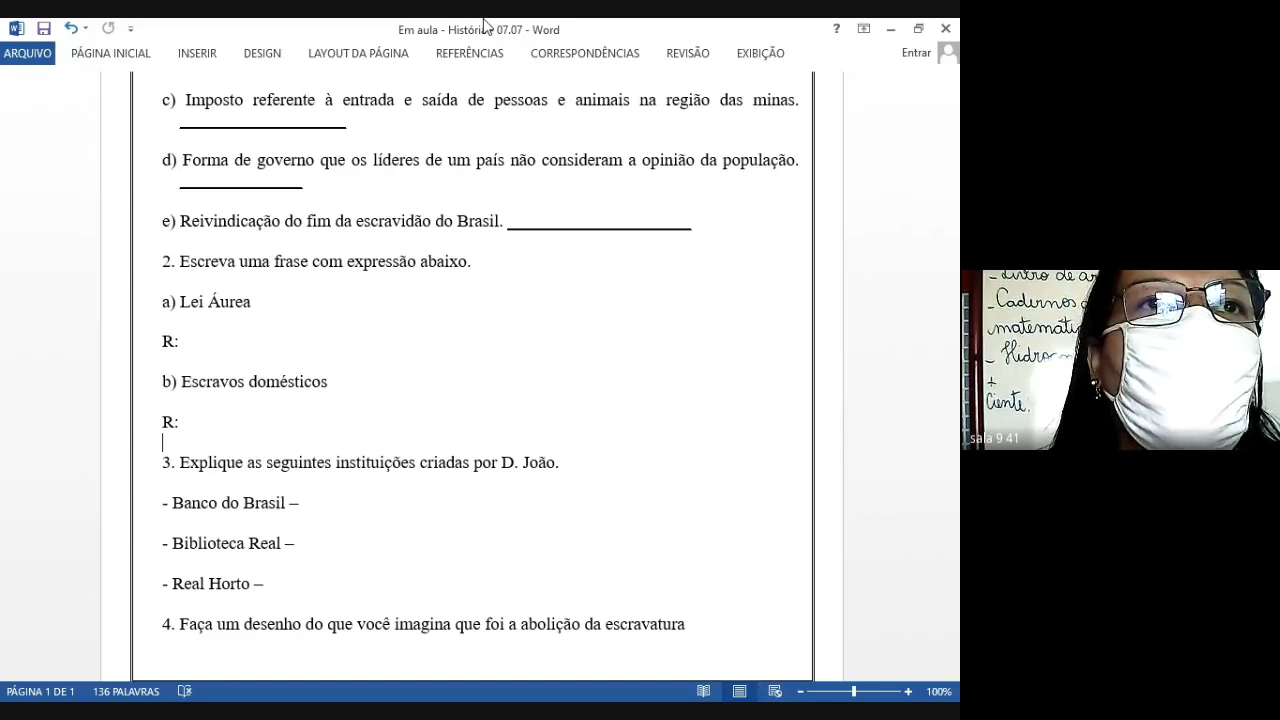 Em aula - História 07.07 - Word
?
ARQUIVO PÁGINA INICIAL INSERIR DESIGN LAYOUT DA PÁGINA REFERÊNCIAS CORRESPONDÊNCIAS REVISÃO EXIBIÇÃO Entrar
c) Imposto referente à entrada e saída de pessoas e animais na região das minas.
d) Forma de governo que os líderes de um país não consideram a opinião da população.
e) Reivindicação do fim da escravidão do Brasil.
2. Escreva uma frase com expressão abaixo.
a) Lei Áurea
R:
b) Escravos domésticos
R:
3. Explique as seguintes instituições criadas por D. João.
- Banco do Brasil –
- Biblioteca Real –
- Real Horto –
4. Faça um desenho do que você imagina que foi a abolição da escravatura
PÁGINA 1 DE 1 136 PALAVRAS 100%
- Cadernos
matemáti
+
Ciente.
sala 9 41